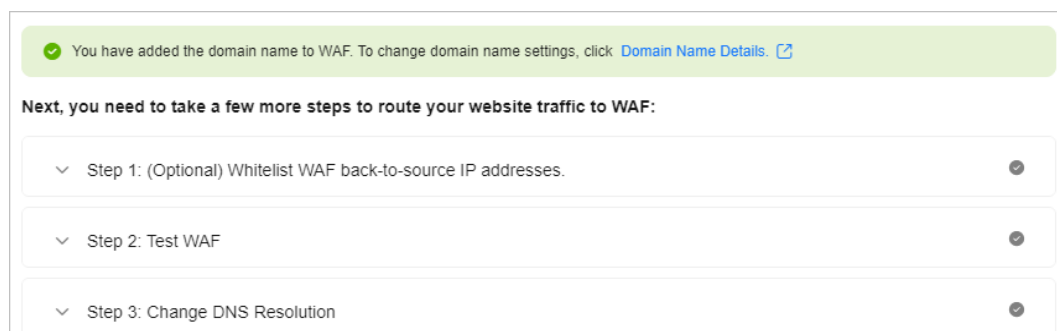 You have added the domain name to WAF. To change domain name settings, click Domain Name Details.
Next, you need to take a few more steps to route your website traffic to WAF:
Step 1: (Optional) Whitelist WAF back-to-source IP addresses.
Step 2: Test WAF
Step 3: Change DNS Resolution